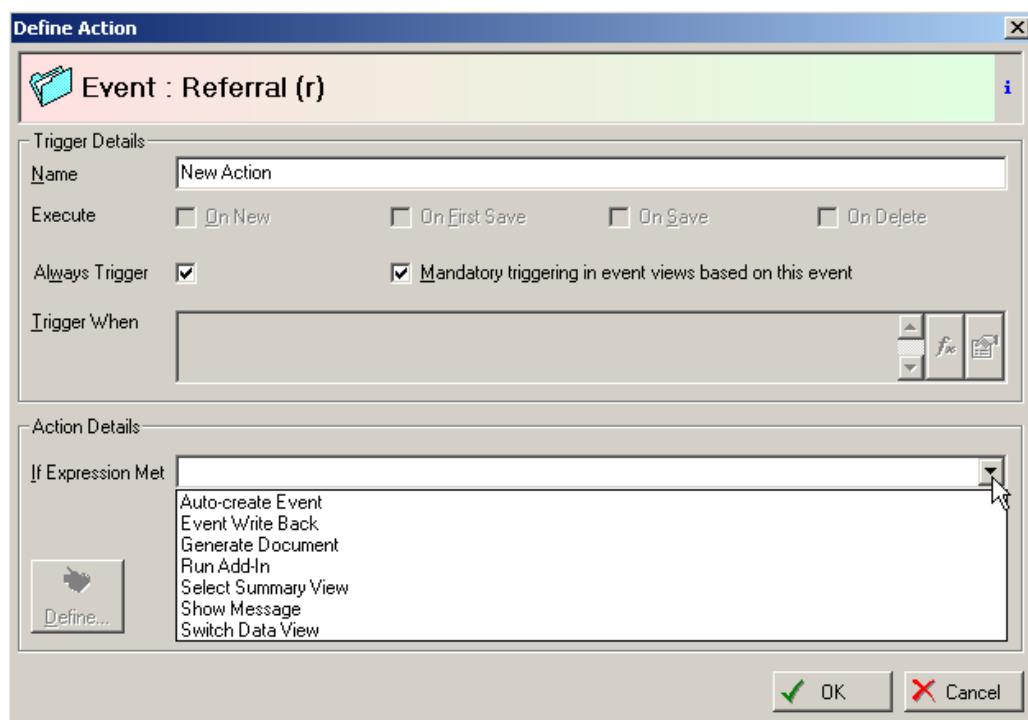 Define Action
Event : Referral (r)
i
Trigger Details
Name New Action
Execute On New On First Save On Save On Delete
Always Trigger Mandatory triggering in event views based on this event
Trigger When fx
Action Details
If Expression Met
Auto-create Event
Event Write Back
Generate Document
Run Add-In
Select Summary View
Define... Show Message
Switch Data View
OK Cancel